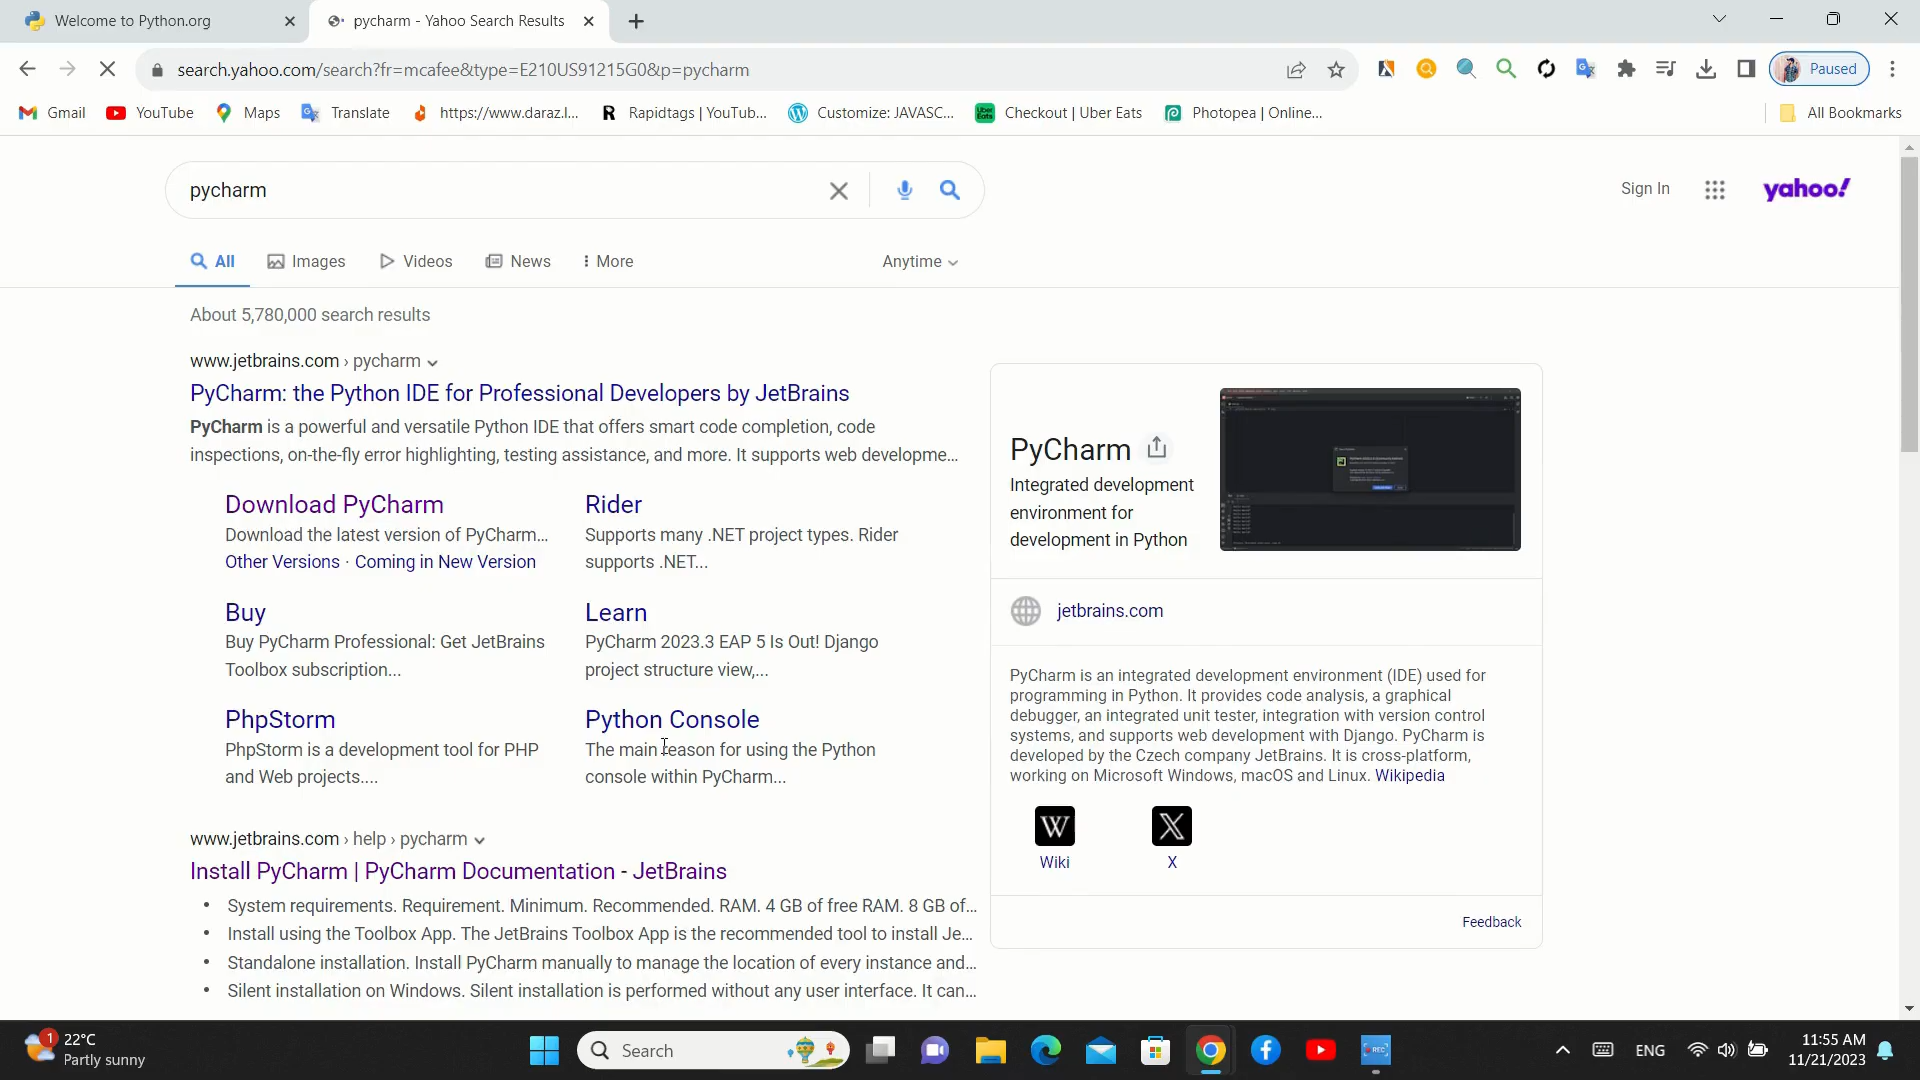 Welcome to Python.org
pycharm - Yahoo Search Results
search.yahoo.com/search?fr=mcafee&type=E210US91215G0&p=pycharm
Paused
Gmail
YouTube
Maps
Translate
https://www.daraz.l...
Rapidtags | YouTub...
Customize: JAVASC...
Checkout | Uber Eats
Photopea | Online...
All Bookmarks
pycharm
Sign In
yahoo!
All
Images
Videos
News
More
Anytime
About 5,780,000 search results
www.jetbrains.com › pycharm
PyCharm: the Python IDE for Professional Developers by JetBrains
PyCharm is a powerful and versatile Python IDE that offers smart code completion, code
inspections, on-the-fly error highlighting, testing assistance, and more. It supports web developme...
Download PyCharm
Download the latest version of PyCharm...
Other Versions · Coming in New Version
Rider
Supports many .NET project types. Rider
supports .NET...
Buy
Buy PyCharm Professional: Get JetBrains
Toolbox subscription...
Learn
PyCharm 2023.3 EAP 5 Is Out! Django
project structure view,...
PhpStorm
PhpStorm is a development tool for PHP
and Web projects....
Python Console
The main reason for using the Python
console within PyCharm...
www.jetbrains.com › help › pycharm
Install PyCharm | PyCharm Documentation - JetBrains
• System requirements. Requirement. Minimum. Recommended. RAM. 4 GB of free RAM. 8 GB of...
• Install using the Toolbox App. The JetBrains Toolbox App is the recommended tool to install Je...
• Standalone installation. Install PyCharm manually to manage the location of every instance and...
• Silent installation on Windows. Silent installation is performed without any user interface. It can...
PyCharm
Integrated development
environment for
development in Python
jetbrains.com
PyCharm is an integrated development environment (IDE) used for
programming in Python. It provides code analysis, a graphical
debugger, an integrated unit tester, integration with version control
systems, and supports web development with Django. PyCharm is
developed by the Czech company JetBrains. It is cross-platform,
working on Microsoft Windows, macOS and Linux. Wikipedia
W
Wiki
X
Feedback
1
22°C
Partly sunny
Search
REC
ENG
11:55 AM
11/21/2023